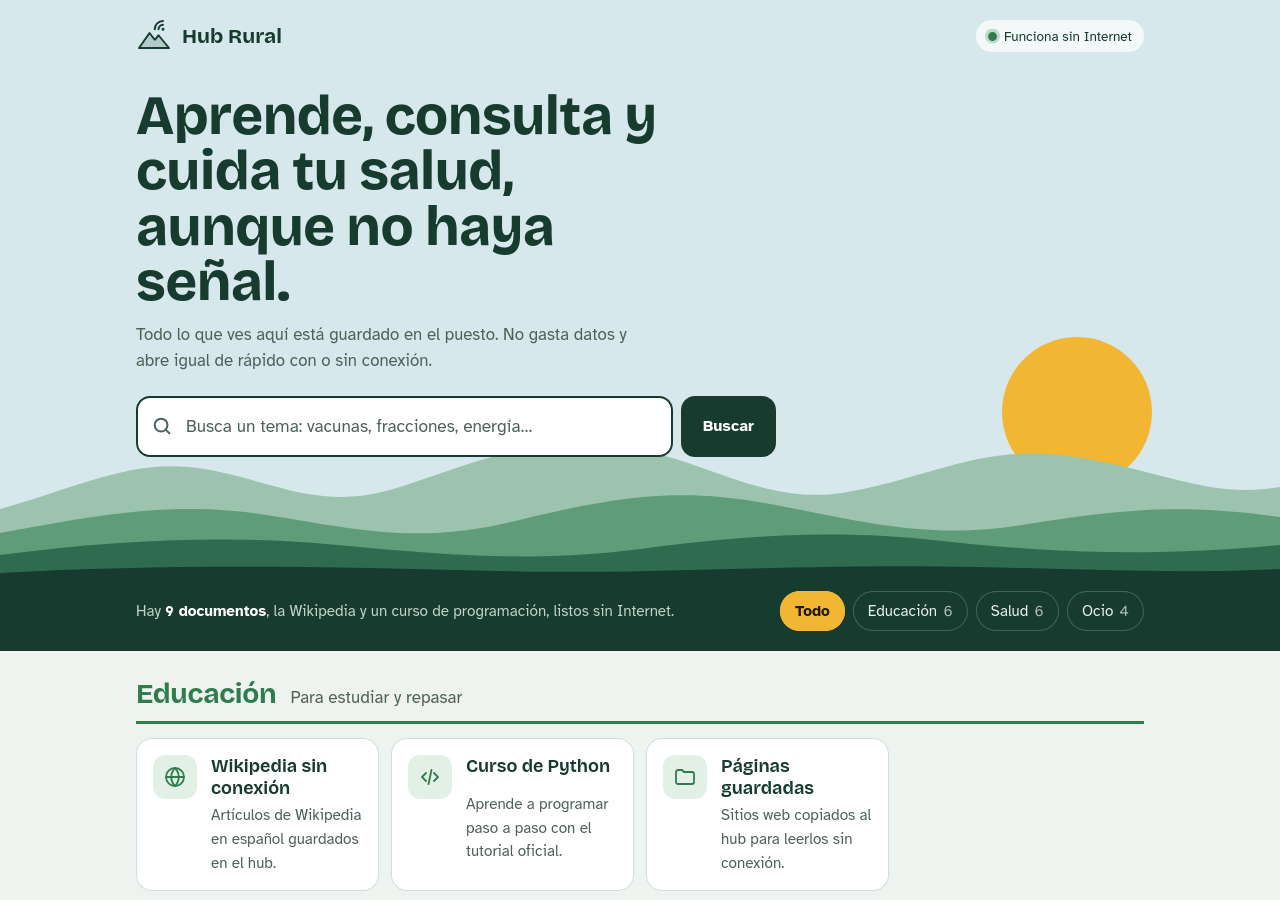 Hub Rural
Funciona sin Internet
Aprende, consulta y
cuida tu salud,
aunque no haya
señal.
Todo lo que ves aquí está guardado en el puesto. No gasta datos y
abre igual de rápido con o sin conexión.
Busca un tema: vacunas, fracciones, energía...
Buscar
Hay 9 documentos, la Wikipedia y un curso de programación, listos sin Internet.
Todo
Educación 6
Salud 6
Ocio 4
Educación Para estudiar y repasar
Wikipedia sin
conexión
Artículos de Wikipedia
en español guardados
en el hub.
Curso de Python
Aprende a programar
paso a paso con el
tutorial oficial.
Páginas
guardadas
Sitios web copiados al
hub para leerlos sin
conexión.